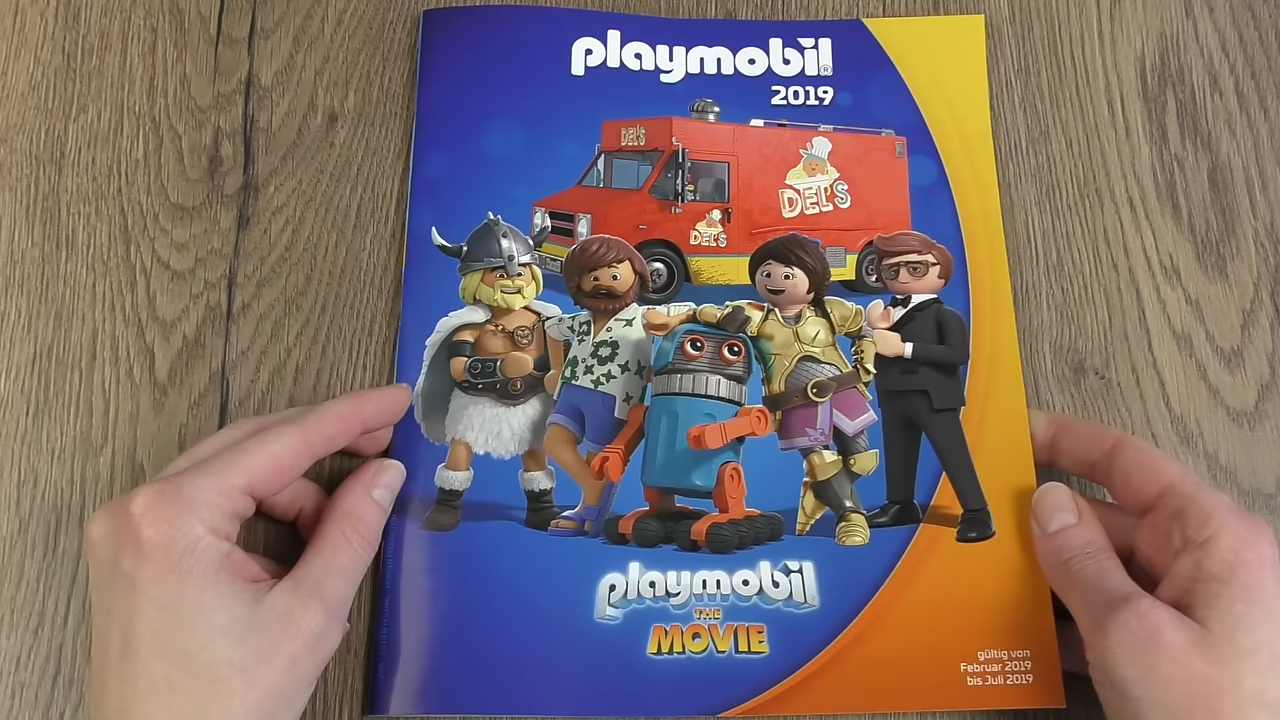 playmobil®
2019
DEL'S
DEL'S
DEL'S
playmobil
THE
MOVIE
gültig von
Februar 2019
bis Juli 2019